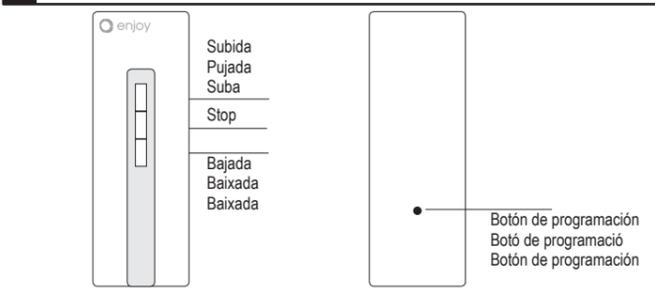 enjoy
Subida
Pujada
Suba
Stop
Bajada
Baixada
Baixada
Botón de programación
Botó de programació
Botón de programación